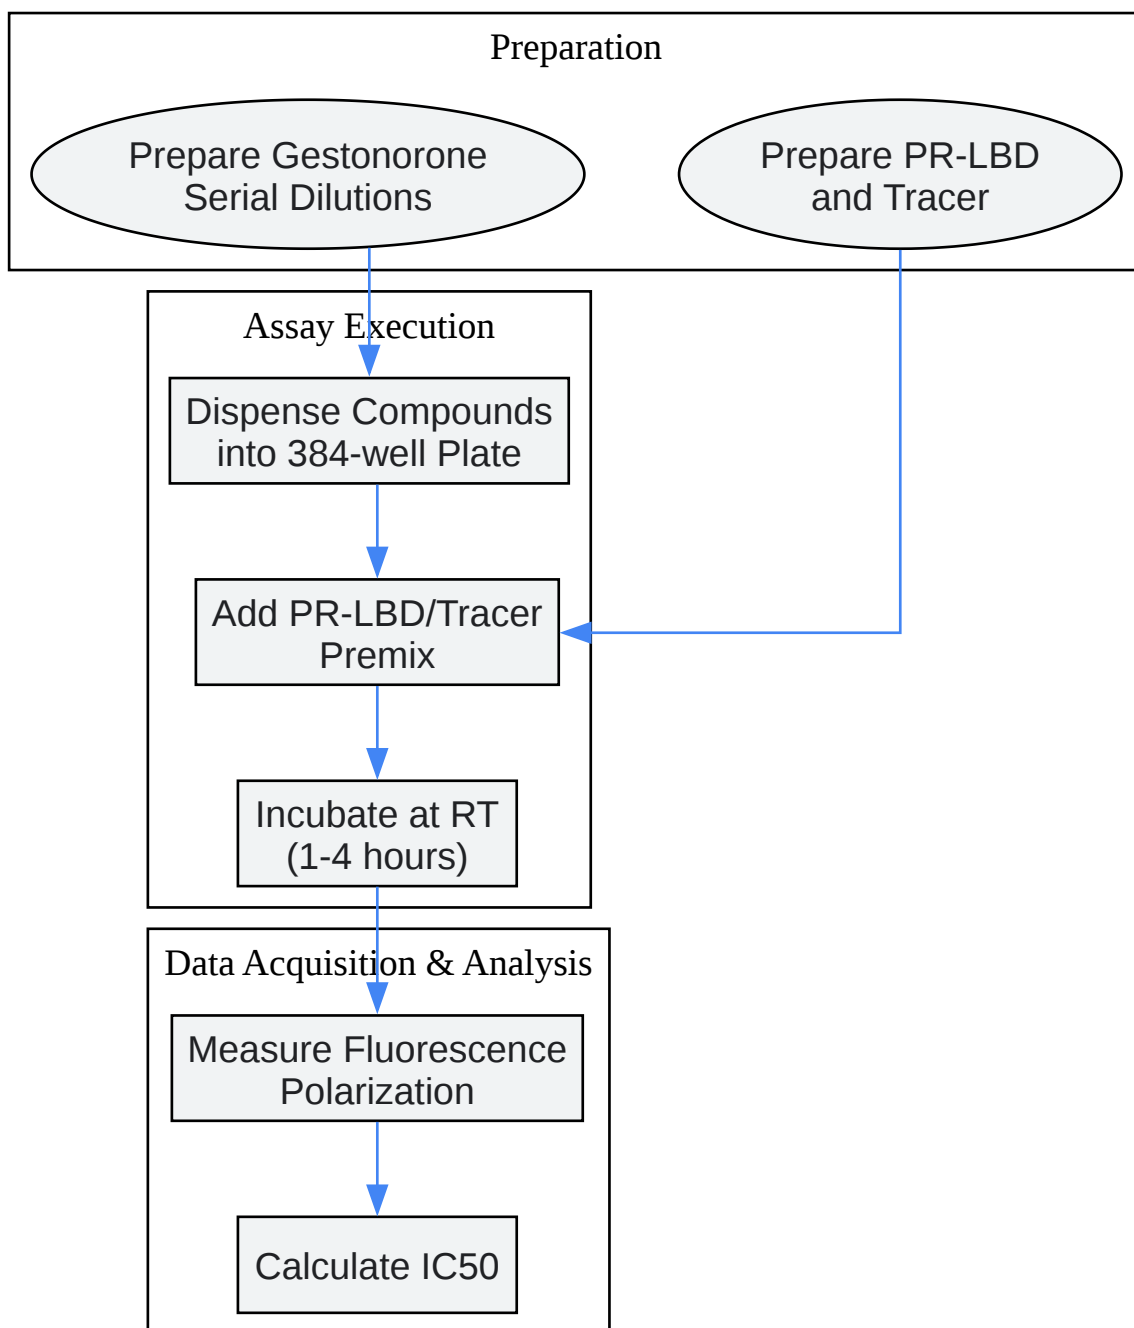 Preparation
Prepare Gestonorone
Serial Dilutions
Prepare PR-LBD
and Tracer
Assay Execution
Dispense Compounds
into 384-well Plate
Add PR-LBD/Tracer
Premix
Incubate at RT
(1-4 hours)
Data Acquisition & Analysis
Measure Fluorescence
Polarization
Calculate IC50